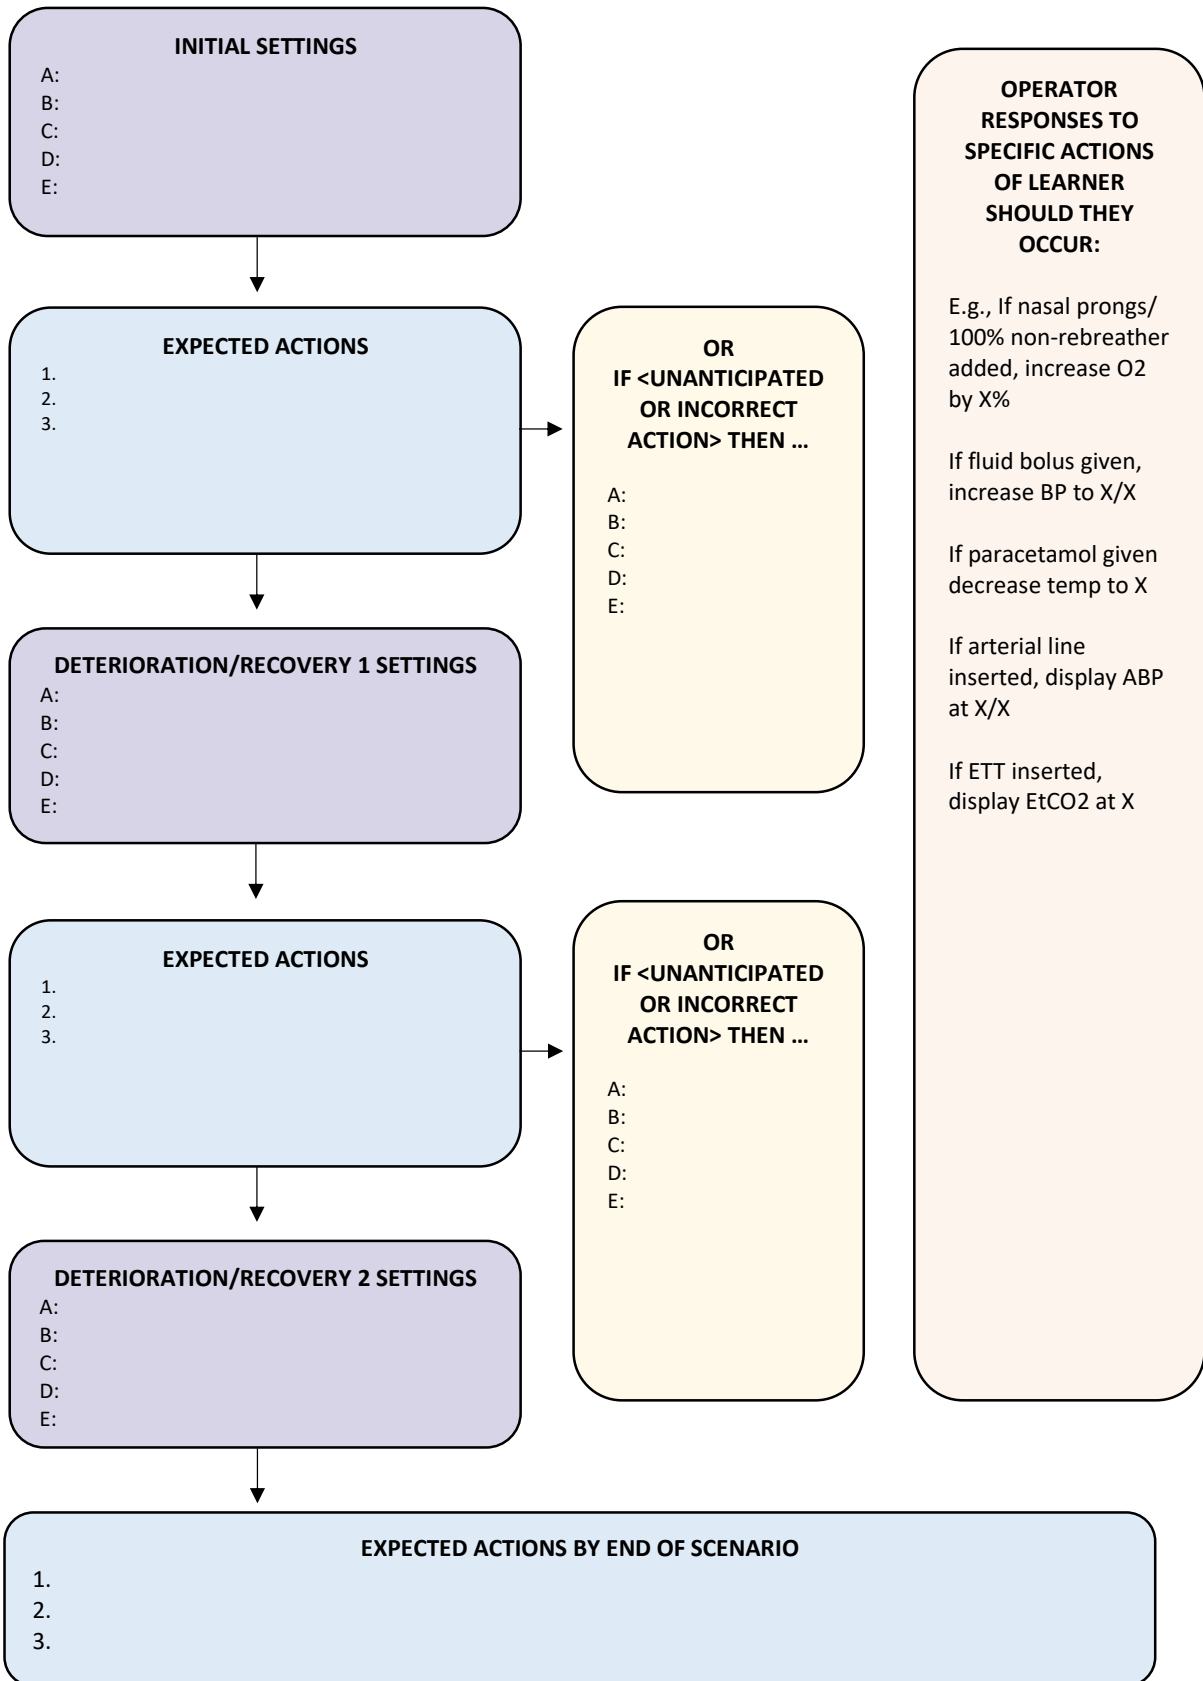 INITIAL SETTINGS
A:
B:
C:
D:
E:
EXPECTED ACTIONS
1.
2.
3.
OR
IF <UNANTICIPATED
OR INCORRECT
ACTION> THEN …
A:
B:
C:
D:
E:
DETERIORATION/RECOVERY 1 SETTINGS
A:
B:
C:
D:
E:
EXPECTED ACTIONS
1.
2.
3.
OR
IF <UNANTICIPATED
OR INCORRECT
ACTION> THEN …
A:
B:
C:
D:
E:
DETERIORATION/RECOVERY 2 SETTINGS
A:
B:
C:
D:
E:
EXPECTED ACTIONS BY END OF SCENARIO
1.
2.
3.
OPERATOR
RESPONSES TO
SPECIFIC ACTIONS
OF LEARNER
SHOULD THEY
OCCUR:
E.g., If nasal prongs/
100% non-rebreather
added, increase O2
by X%
If fluid bolus given,
increase BP to X/X
If paracetamol given
decrease temp to X
If arterial line
inserted, display ABP
at X/X
If ETT inserted,
display EtCO2 at X